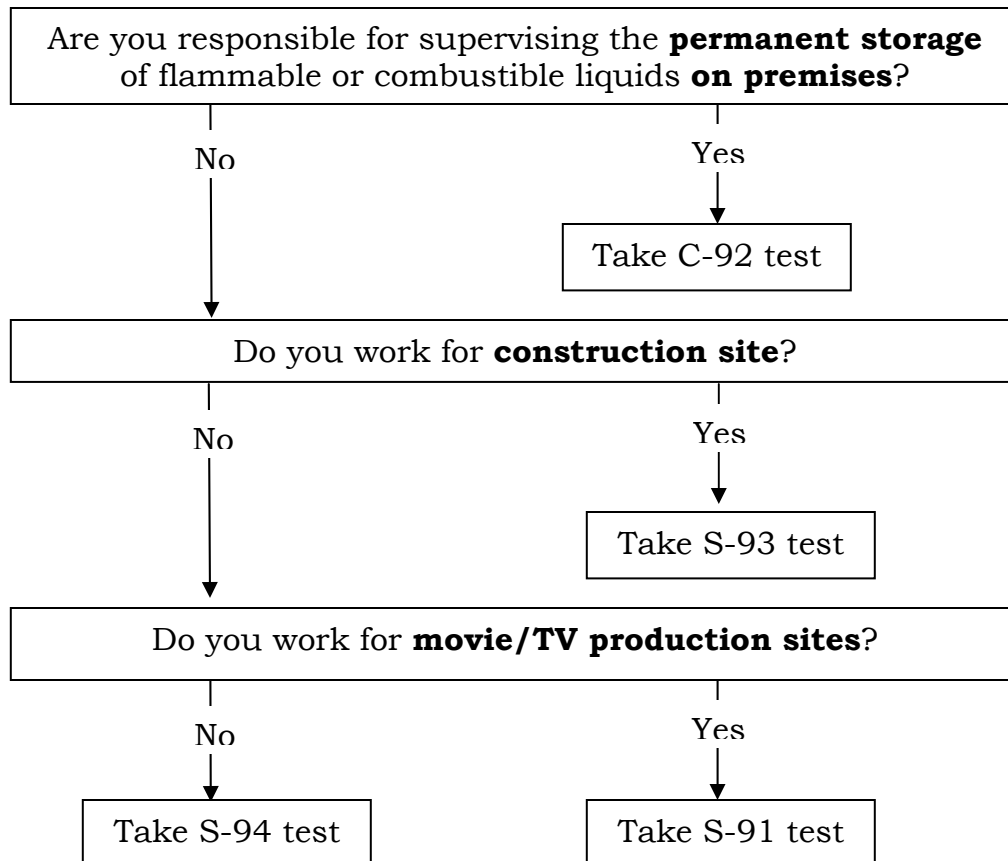 Are you responsible for supervising the permanent storage
of flammable or combustible liquids on premises?
No
Yes
Take C-92 test
Do you work for construction site?
No
Yes
Take S-93 test
Do you work for movie/TV production sites?
No
Yes
Take S-94 test
Take S-91 test